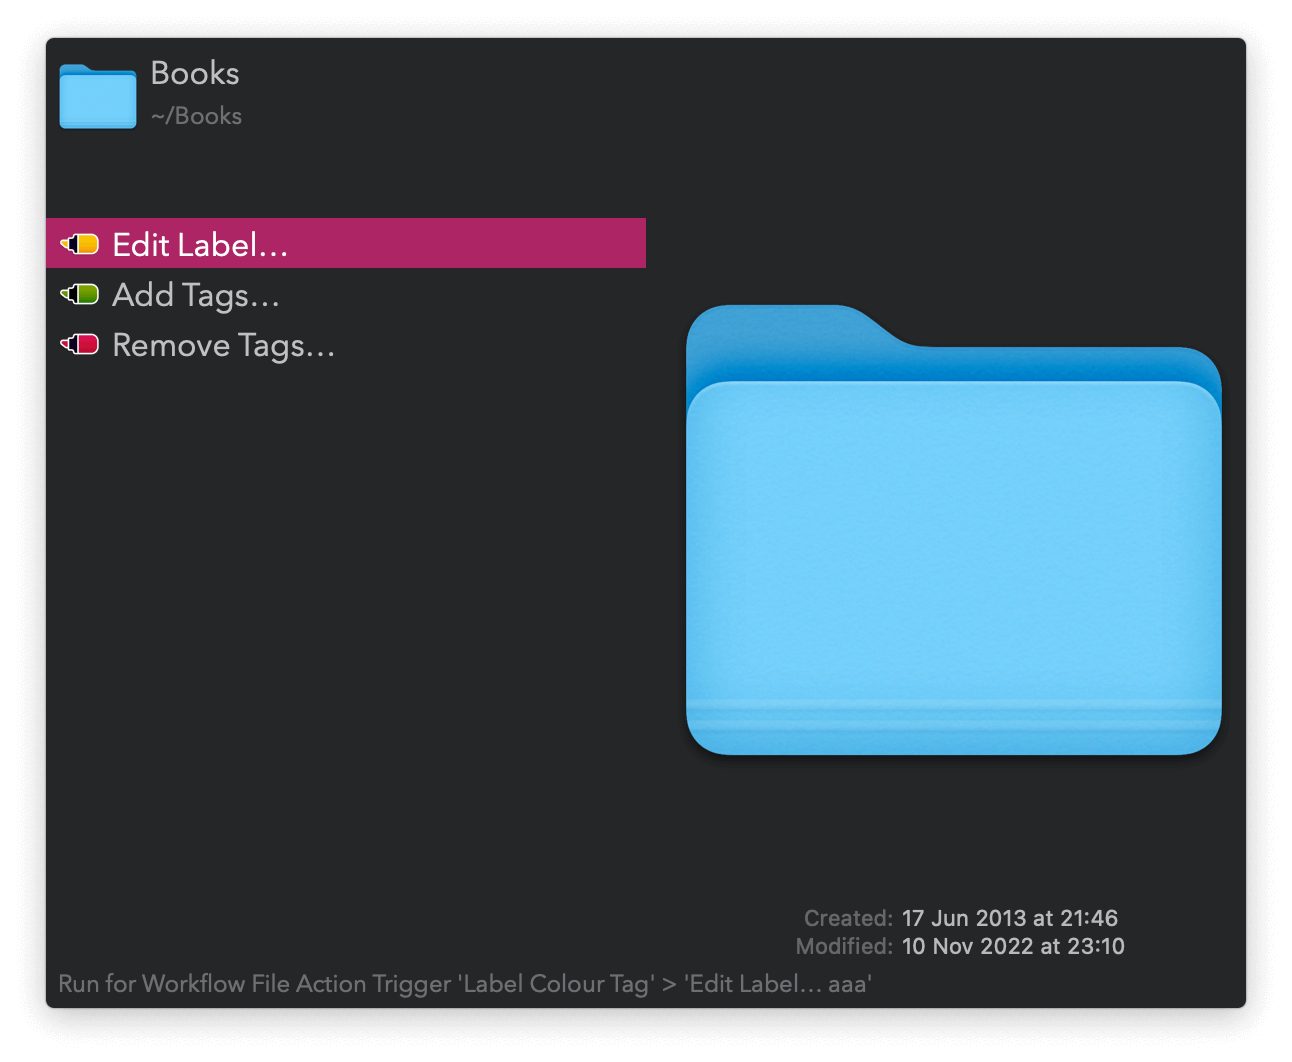 Books
~/Books
Edit Label…
Add Tags…
Remove Tags…
Created: 17 Jun 2013 at 21:46
Modified: 10 Nov 2022 at 23:10
Run for Workflow File Action Trigger 'Label Colour Tag' > 'Edit Label… aaa'